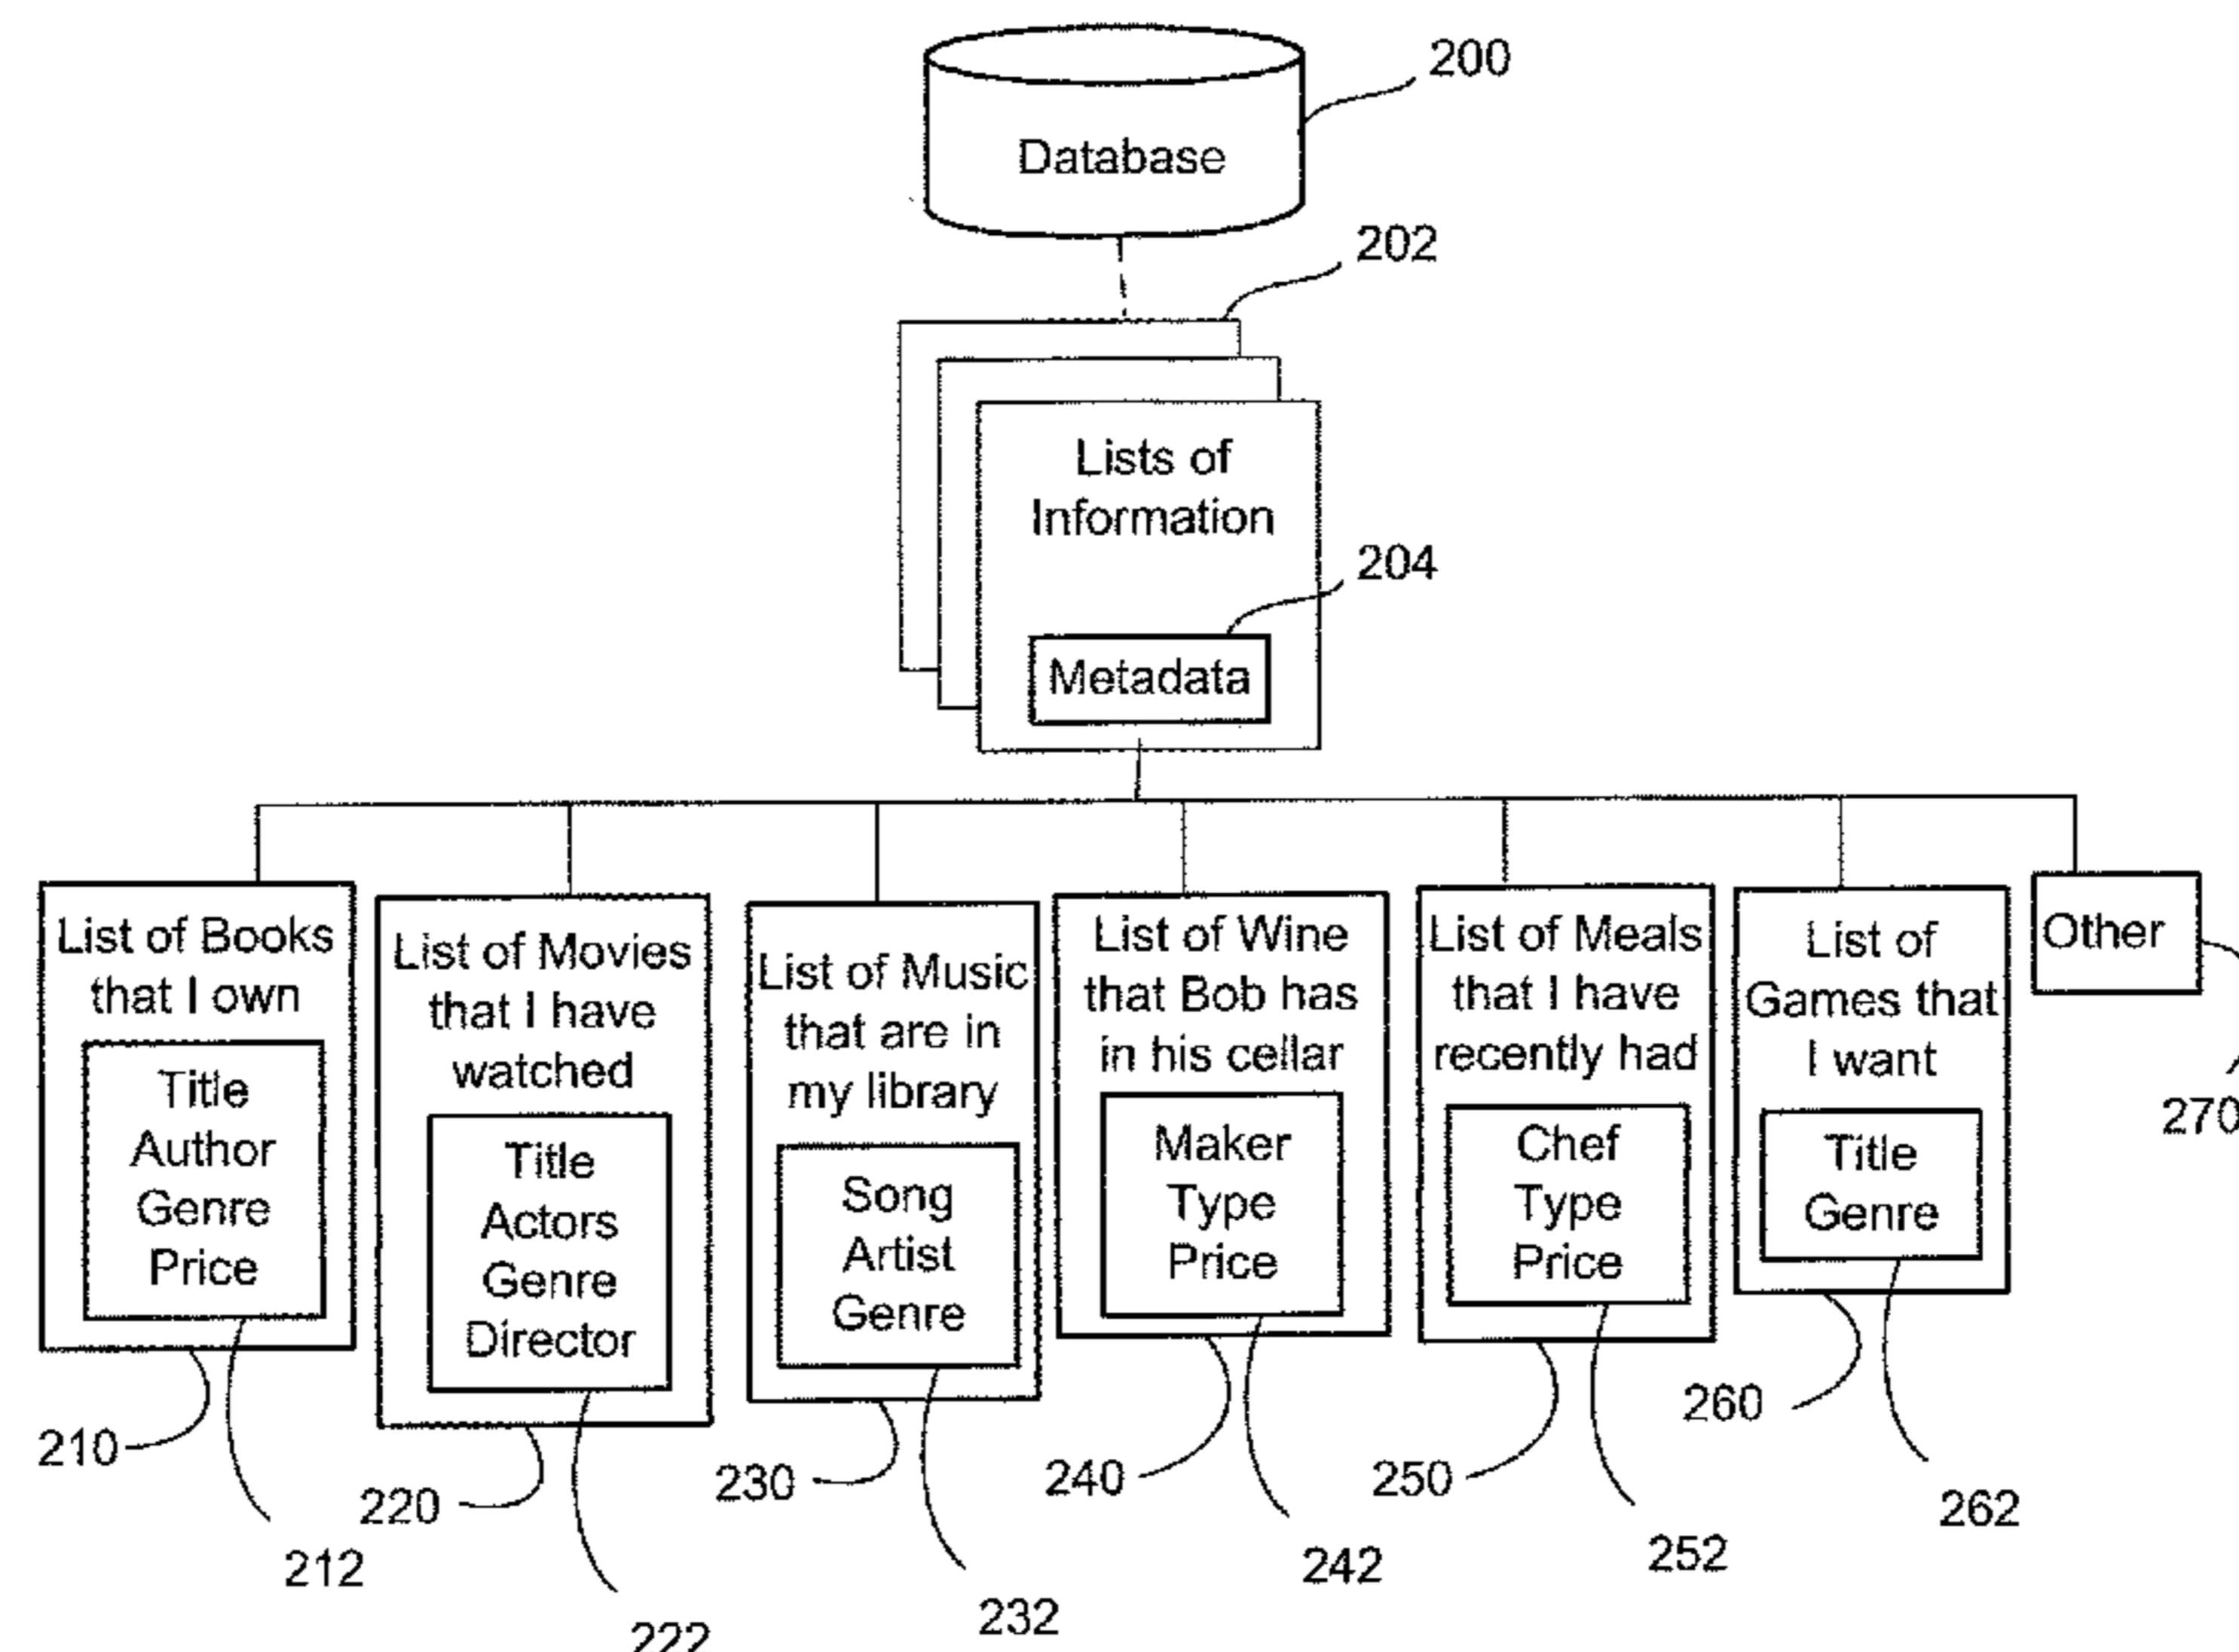 200
Database
202
Lists of
Information
204
Metadata
List of Books
that I own
Title
Author
Genre
Price
210
212
List of Movies
that I have
watched
Title
Actors
Genre
Director
220
222
List of Music
that are in
my library
Song
Artist
Genre
230
232
List of Wine
that Bob has
in his cellar
Maker
Type
Price
240
242
List of Meals
that I have
recently had
Chef
Type
Price
250
252
List of
Games that
I want
Title
Genre
260
262
Other
270